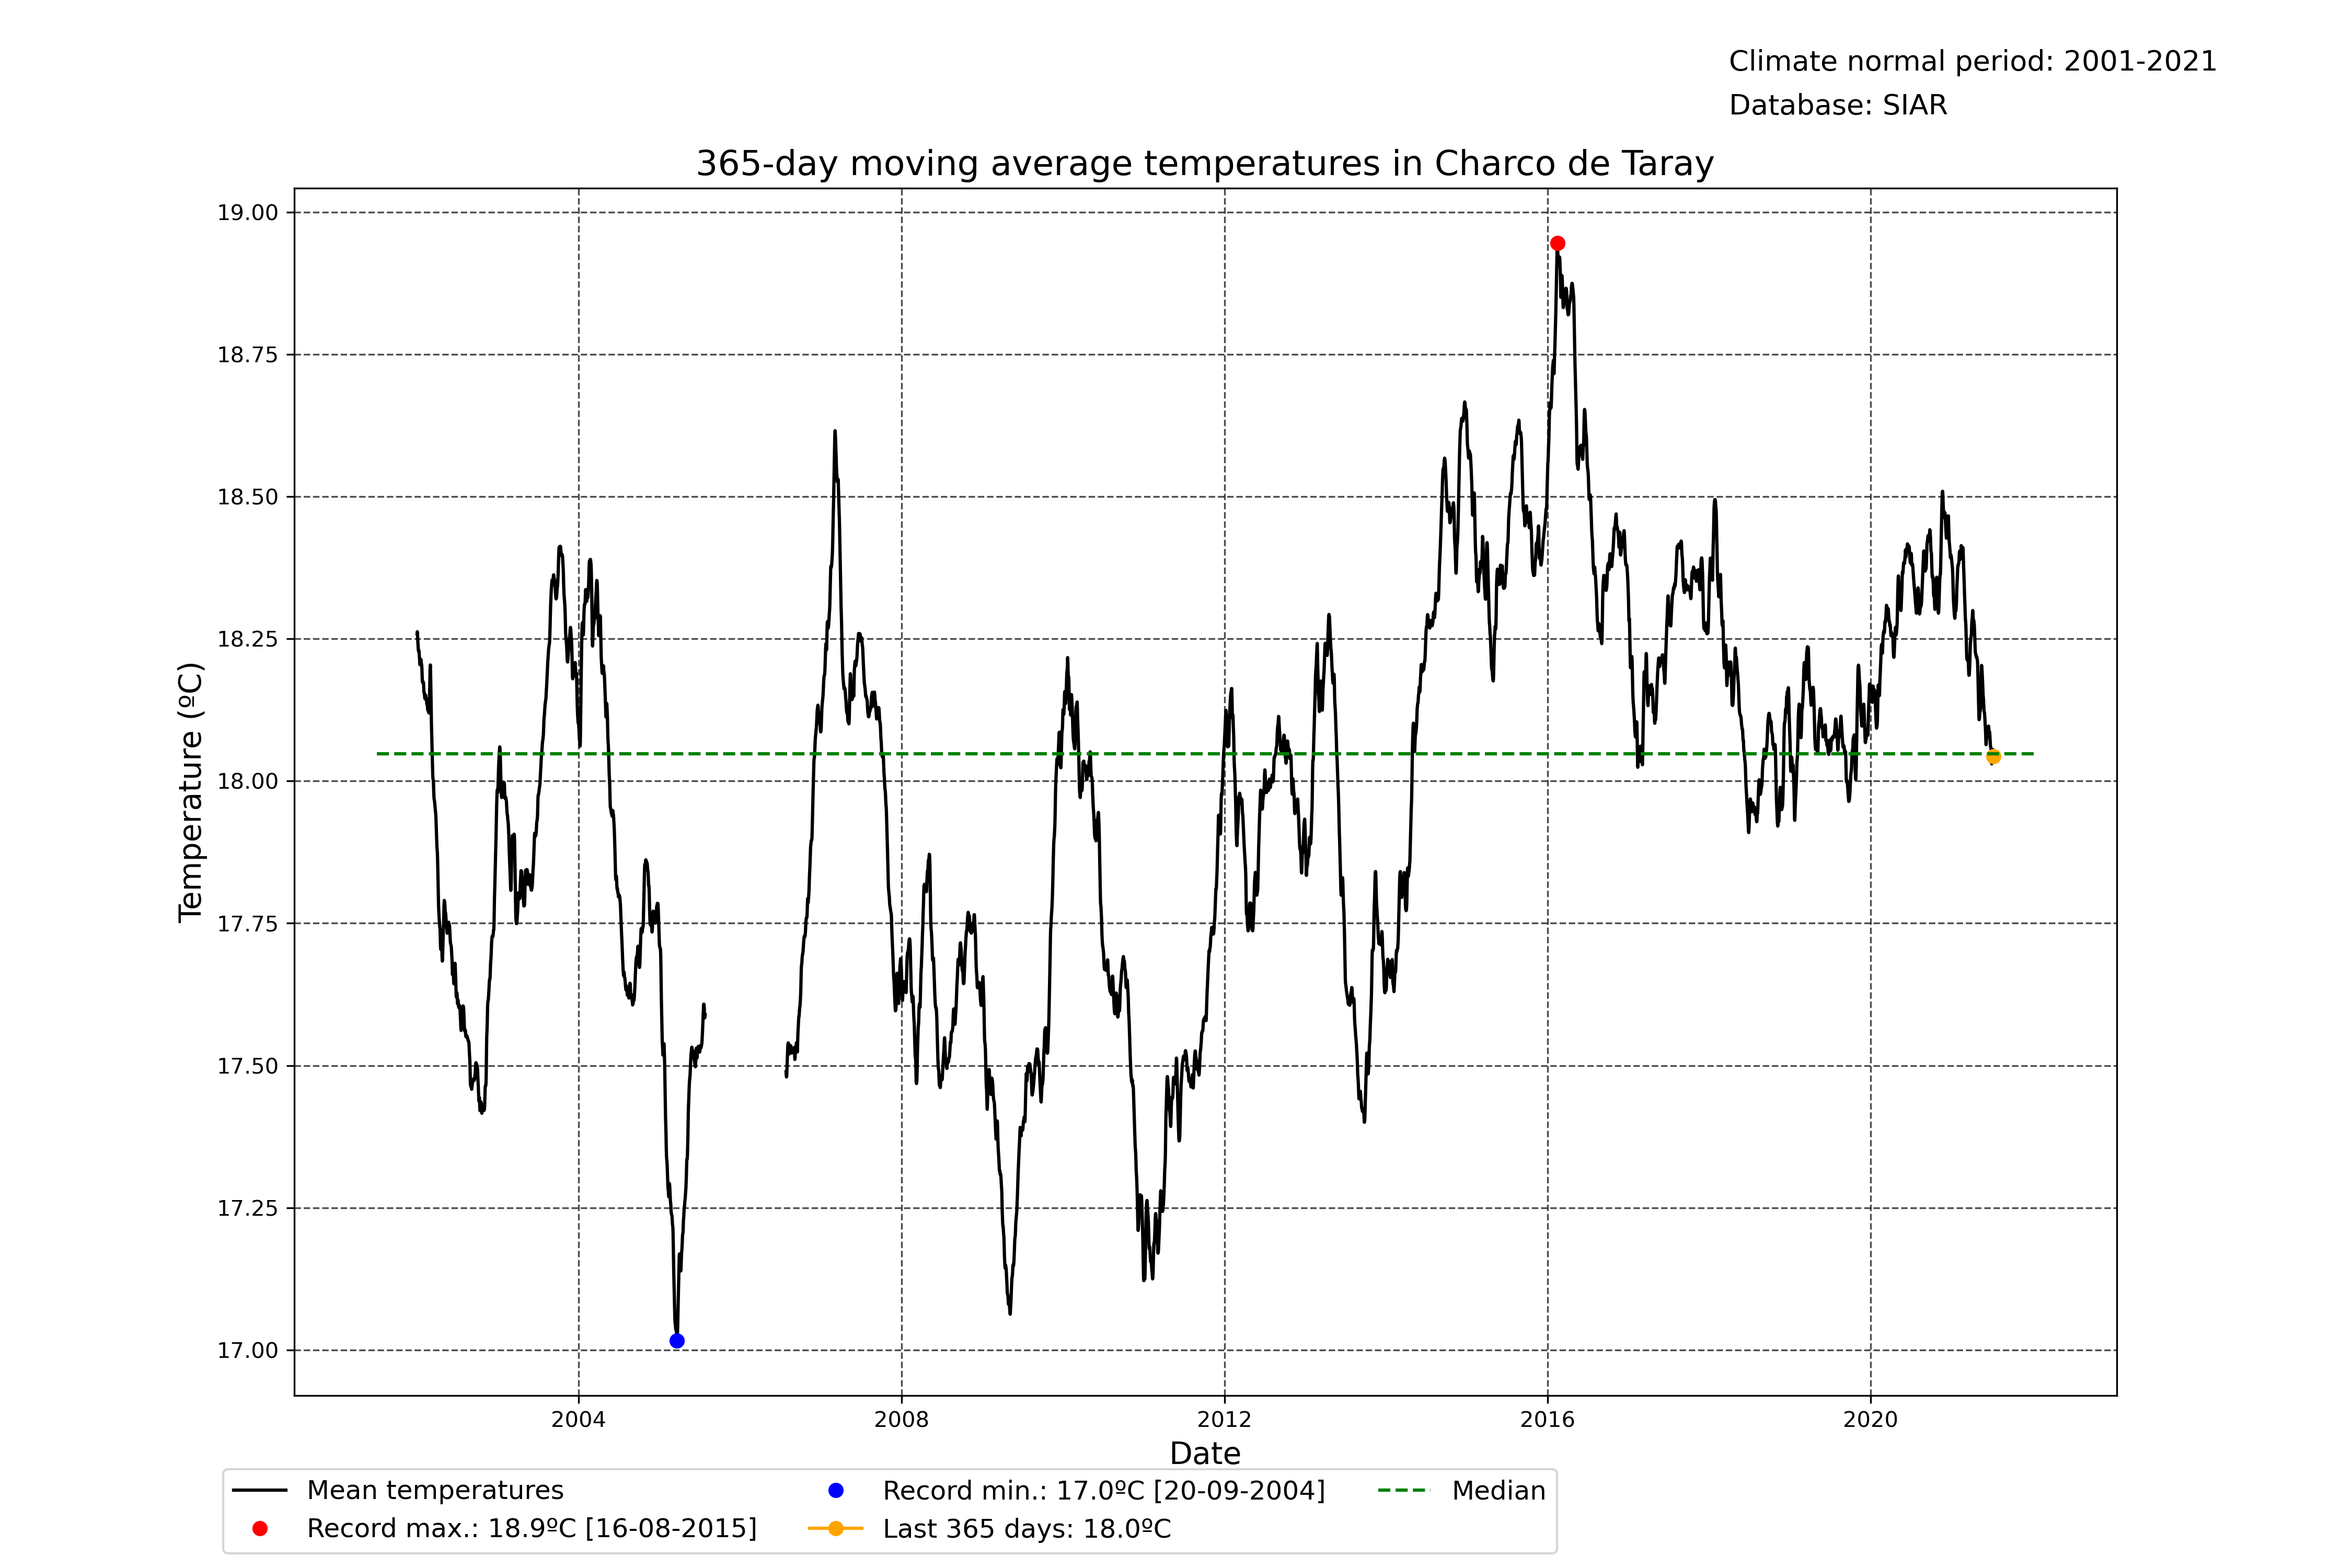 Climate normal period: 2001-2021
Database: SIAR
365-day moving average temperatures in Charco de Taray
19.00
18.75
18.50
18.25
18.00
17.75
17.50
17.25
17.00
Temperature (ºC)
2004 2008 2012 2016 2020
Date
Mean temperatures
Record max.: 18.9ºC [16-08-2015]
Record min.: 17.0ºC [20-09-2004]
Last 365 days: 18.0ºC
Median